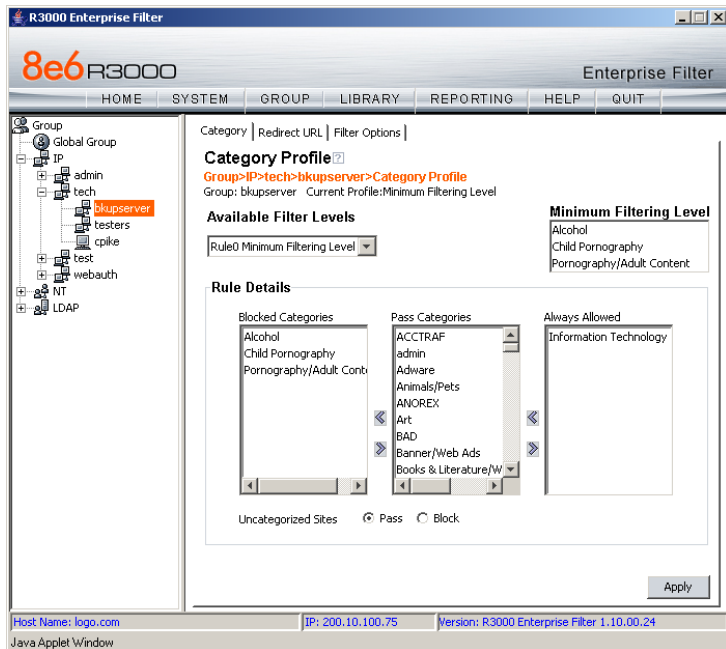 R3000 Enterprise Filter
8e6 R3000
Enterprise Filter
HOME SYSTEM GROUP LIBRARY REPORTING HELP QUIT
Group
Global Group
IP
admin
tech
bkupserver
testers
cpike
test
webauth
NT
LDAP
Category
Redirect URL
Filter Options
Category Profile ?
Group>IP>tech>bkupserver>Category Profile
Group: bkupserver Current Profile:Minimum Filtering Level
Available Filter Levels
Rule0 Minimum Filtering Level
Minimum Filtering Level
Alcohol
Child Pornography
Pornography/Adult Content
Rule Details
Blocked Categories
Alcohol
Child Pornography
Pornography/Adult Cont
Pass Categories
ACCTRAF
admin
Adware
Animals/Pets
ANOREX
Art
BAD
Banner/Web Ads
Books & Literature/W
Always Allowed
Information Technology
Uncategorized Sites Pass Block
Apply
Host Name: logo.com
IP: 200.10.100.75
Version: R3000 Enterprise Filter 1.10.00.24
Java Applet Window